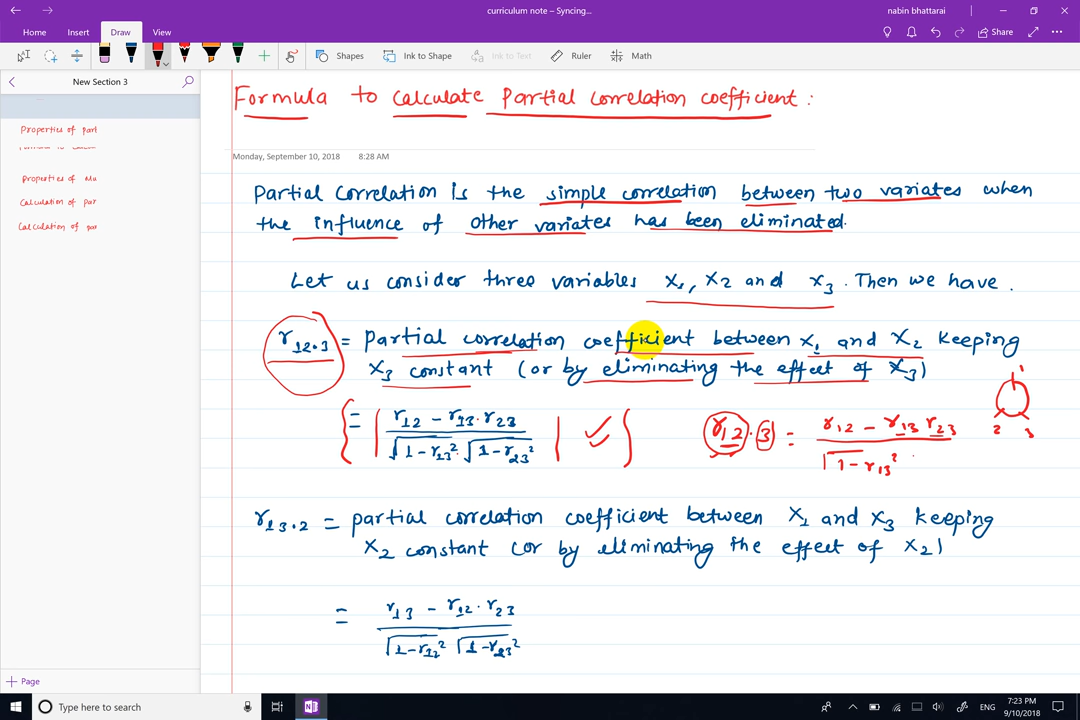 curriculum note - Syncing...
nabin bhattarai
Home Insert Draw View
Share
Shapes Ink to Shape Ink to Text Ruler Math
New Section 3
Properties of part
Properties of Mu
Calculation of par
Calculation of par
Formula to calculate partial correlation coefficient :
Monday, September 10, 2018 8:28 AM
Partial correlation is the simple correlation between two variates when
the influence of other variates has been eliminated.
Let us consider three variables X₁, X₂ and X₃. Then we have.
r₁₂.₃ = partial correlation coefficient between X₁ and X₂ keeping
X₃ constant (or by eliminating the effect of X₃)
= r₁₂ - r₁₃ . r₂₃ / √1-r₁₃² . √1-r₂₃²
r₁₂.₃ = r₁₂ - r₁₃ r₂₃ / √1-r₁₃² .
1
2 3
r₁₃.₂ = partial correlation coefficient between X₁ and X₃ keeping
X₂ constant (or by eliminating the effect of X₂)
= r₁₃ - r₁₂ . r₂₃ / √1-r₁₂² √1-r₂₃²
Page
Type here to search
ENG
7:23 PM
9/10/2018